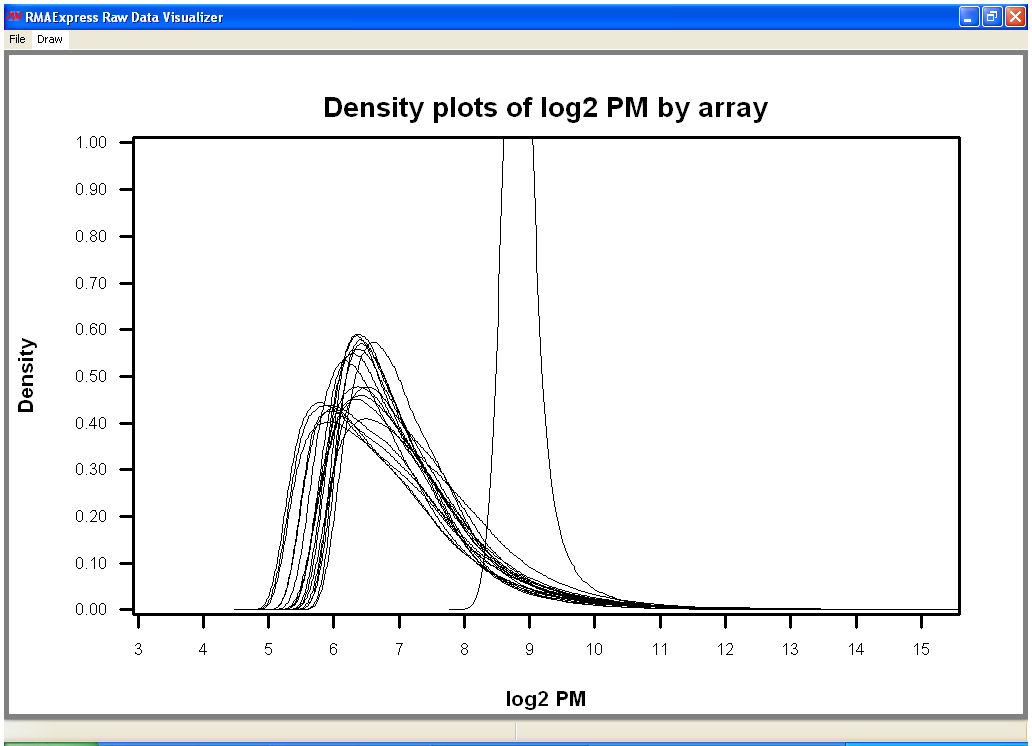 RMAExpress Raw Data Visualizer
File Draw
Density plots of log2 PM by array
1.00
0.90
0.80
0.70
0.60
0.50
0.40
0.30
0.20
0.10
0.00
Density
3 4 5 6 7 8 9 10 11 12 13 14 15
log2 PM